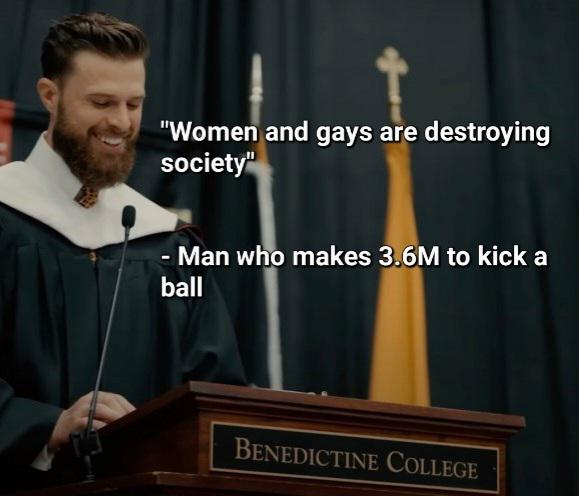 "Women and gays are destroying
society"
- Man who makes 3.6M to kick a
ball
BENEDICTINE COLLEGE